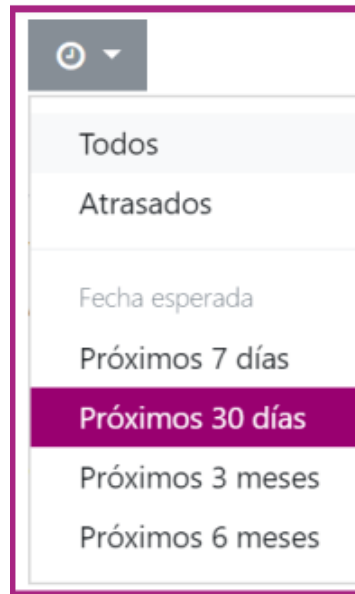 Todos
Atrasados
Fecha esperada
Próximos 7 días
Próximos 30 días
Próximos 3 meses
Próximos 6 meses